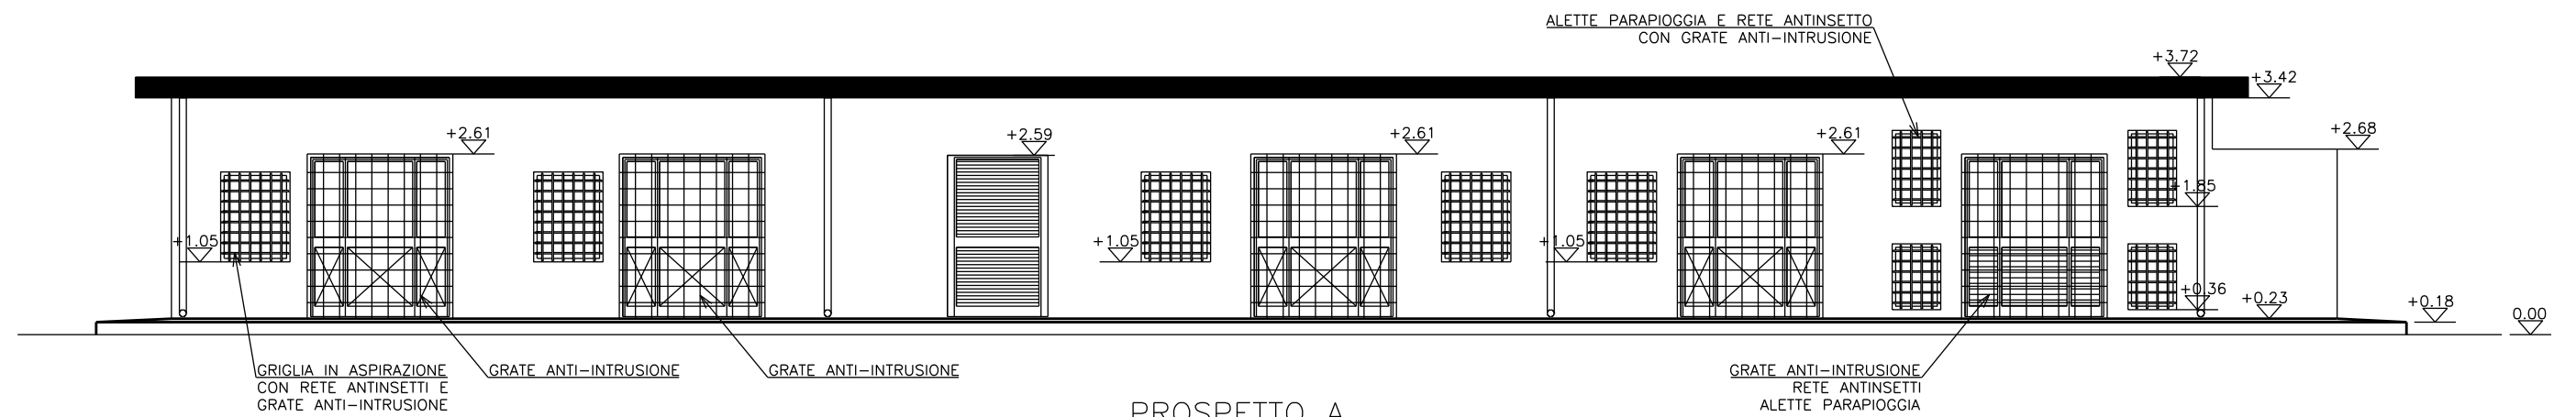 ALETTE PARAPIOGGIA E RETE ANTINSETTO
CON GRATE ANTI-INTRUSIONE
+3.72
+3.42
+2.61
+2.59
+2.61
+2.61
+2.68
+1.85
+1.05
+1.05
+1.05
+0.36
+0.23
+0.18
0.00
GRIGLIA IN ASPIRAZIONE
CON RETE ANTINSETTI E
GRATE ANTI-INTRUSIONE
GRATE ANTI-INTRUSIONE
GRATE ANTI-INTRUSIONE
GRATE ANTI-INTRUSIONE
RETE ANTINSETTI
ALETTE PARAPIOGGIA
PROSPETTO A